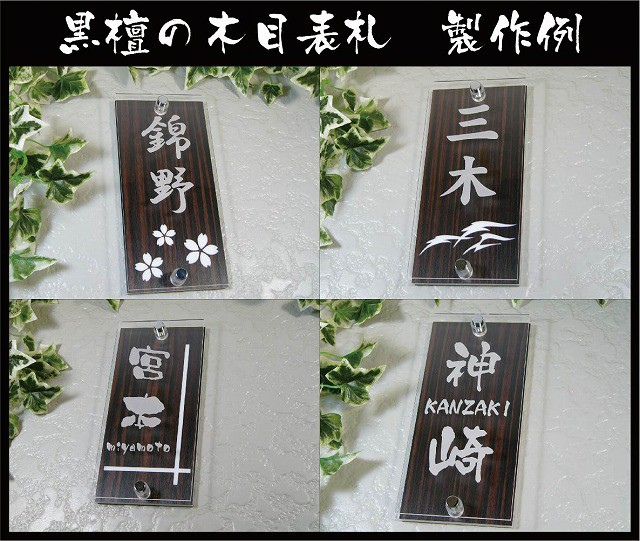 黒檀の木目表札 製作例
錦野
三木
宮本
miyamoto
神
KANZAKI
崎